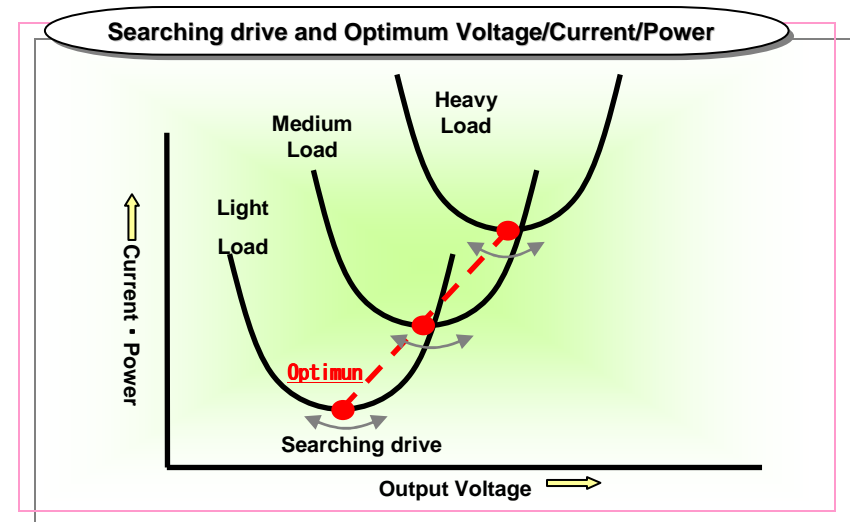 Searching drive and Optimum Voltage/Current/Power
Heavy
Load
Medium
Load
Light
Load
Current・Power
Optimun
Searching drive
Output Voltage